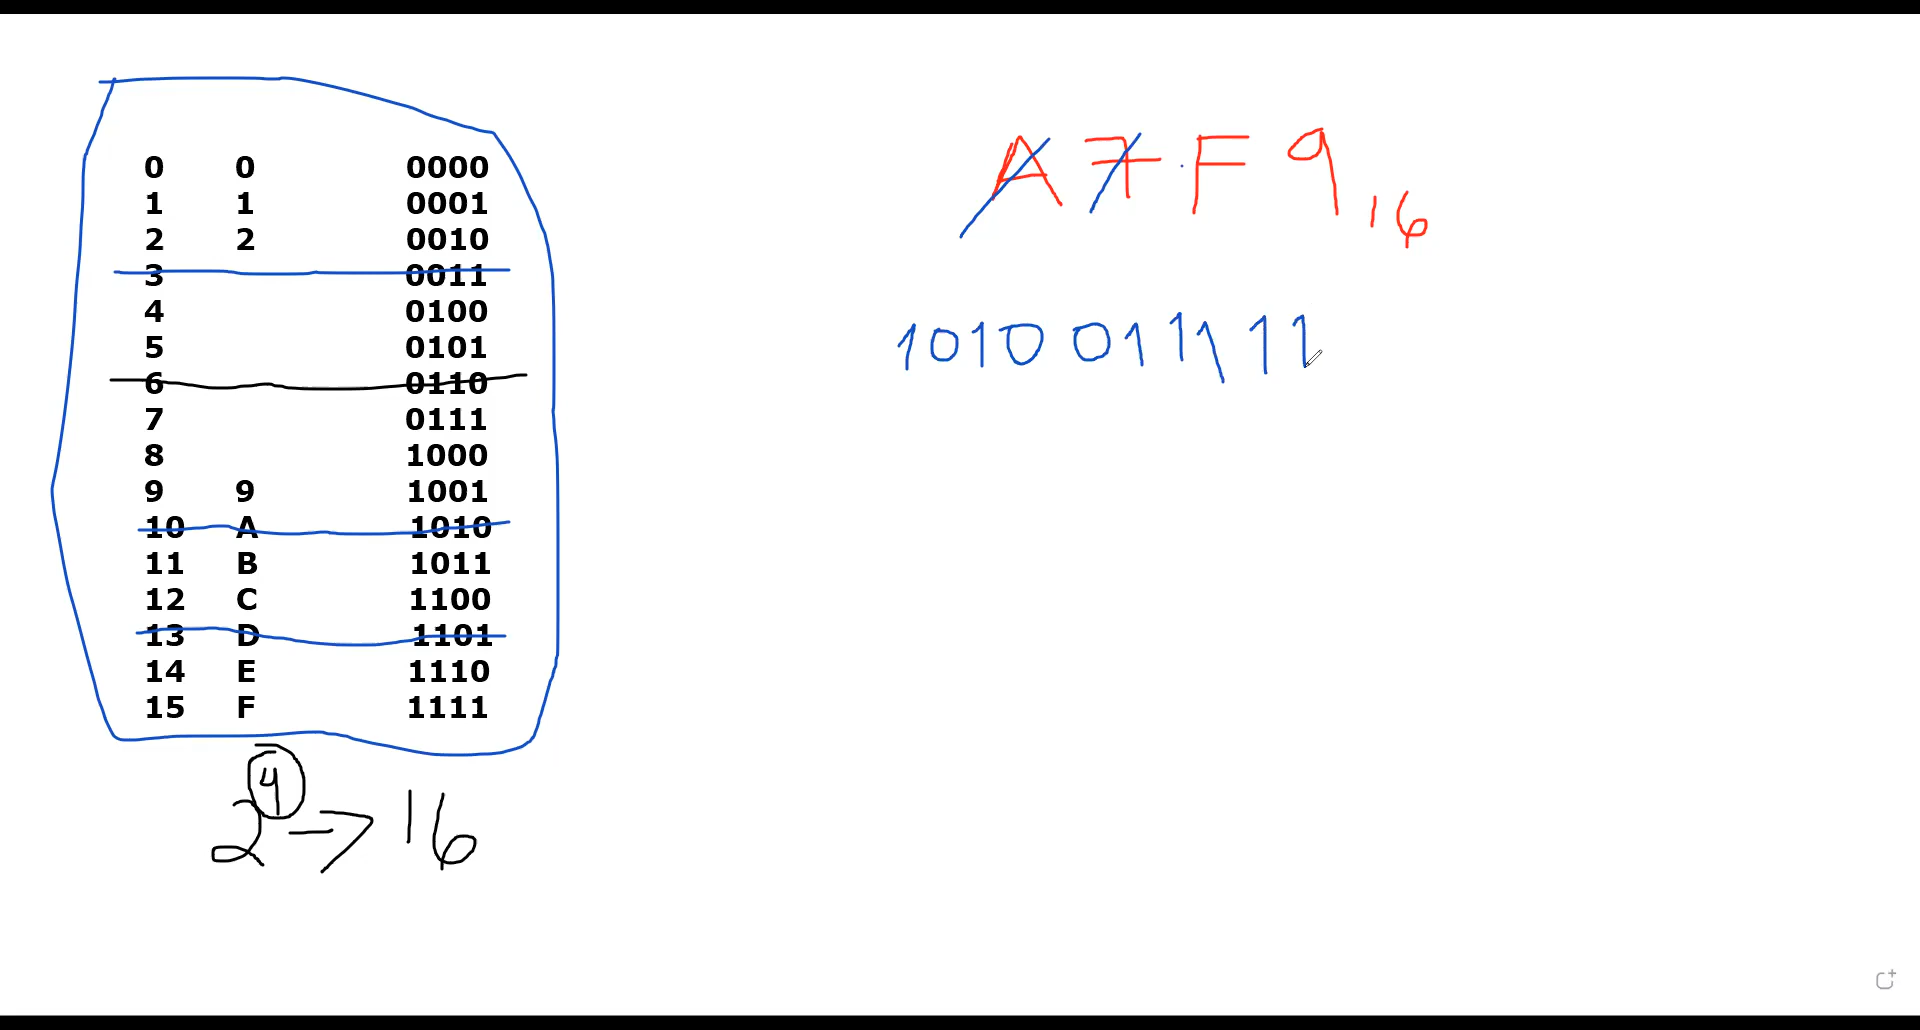 0 0 0000
1 1 0001
2 2 0010
3 0011
4 0100
5 0101
6 0110
7 0111
8 1000
9 9 1001
10 A 1010
11 B 1011
12 C 1100
13 D 1101
14 E 1110
15 F 1111
2⁴ → 16
A7F9₁₆
1010 0111 11